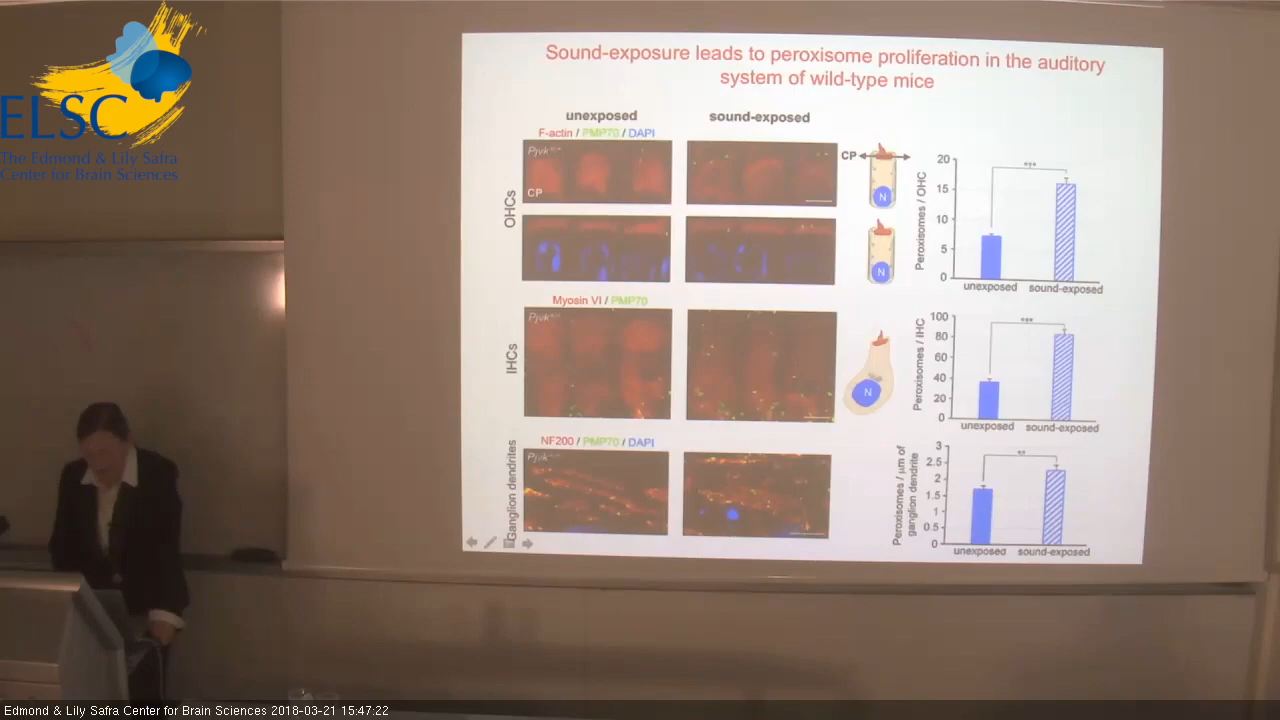 ELSC
The Edmond & Lily Safra
Center for Brain Sciences
Sound-exposure leads to peroxisome proliferation in the auditory
system of wild-type mice
unexposed
sound-exposed
F-actin / PMP70 / DAPI
OHCs
Pjvk
CP
CP
N
N
Peroxisomes / OHC
20
15
10
5
0
***
unexposed
sound-exposed
Myosin VI / PMP70
IHCs
Pjvk
N
Peroxisomes / IHC
100
80
60
40
20
0
***
unexposed
sound-exposed
NF200 / PMP70 / DAPI
Ganglion dendrites
Pjvk
Peroxisomes / μm of
ganglion dendrite
3
2.5
2
1.5
1
0.5
0
**
unexposed
sound-exposed
Edmond & Lily Safra Center for Brain Sciences 2018-03-21 15:47:22